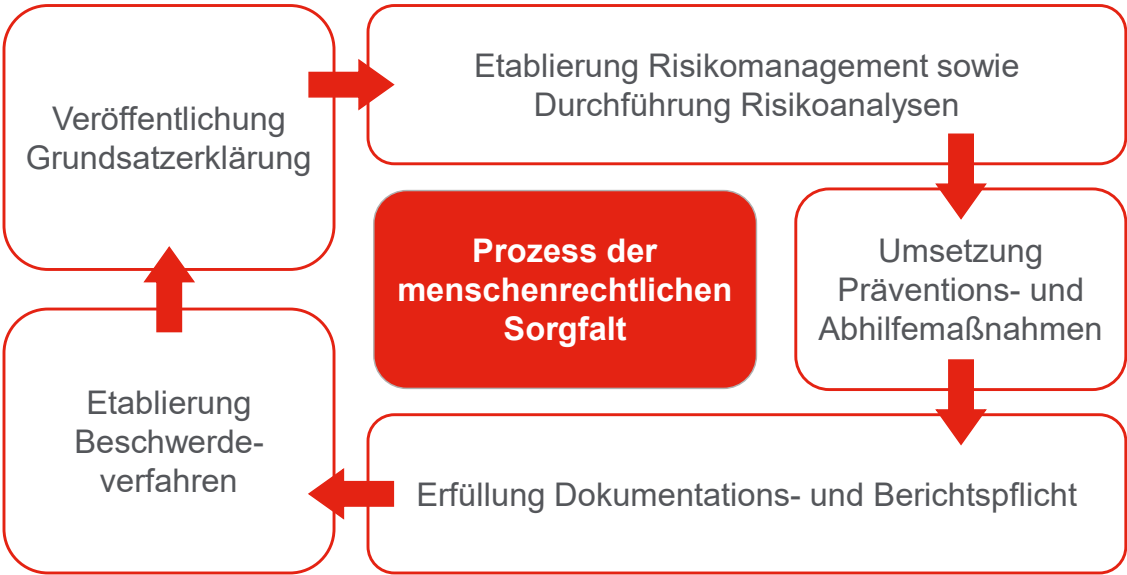 Veröffentlichung
Grundsatzerklärung
Etablierung Risikomanagement sowie
Durchführung Risikoanalysen
Prozess der
menschenrechtlichen
Sorgfalt
Umsetzung
Präventions- und
Abhilfemaßnahmen
Erfüllung Dokumentations- und Berichtspflicht
Etablierung
Beschwerde-
verfahren